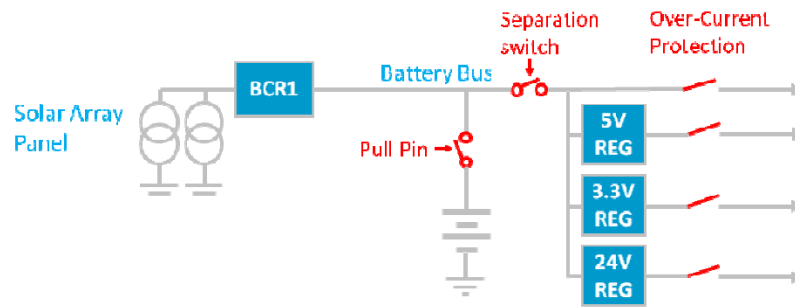 Separation
switch
Over-Current
Protection
Battery Bus
BCR1
Solar Array
Panel
Pull Pin
5V
REG
3.3V
REG
24V
REG